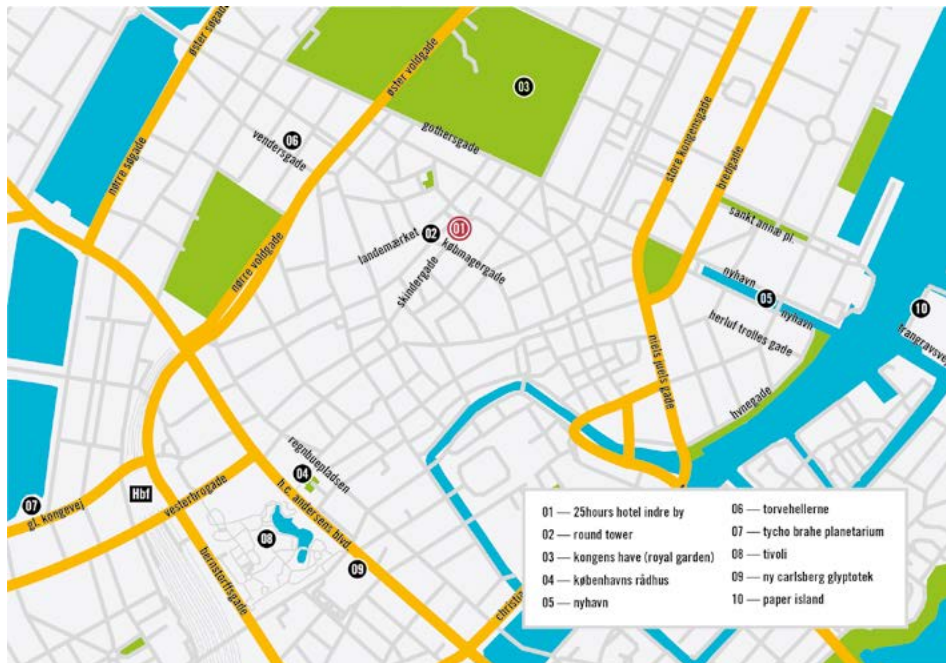 øster søgade
øster voldgade
03
store kongensgade
bredgade
06
vendersgade
gothersgade
nørre søgade
sankt annæ pl.
01
02
landemærket
købmagergade
skindergade
nørre voldgade
nyhavn
05
nyhavn
10
herluf trolles gade
niels juels gade
hvnegade
regnbuepladsen
04
h.c. andersens blvd.
Hbf
07
gl. kongevej
vesterbrogade
08
09
bernstorffsgade
01 — 25hours hotel indre by
02 — round tower
03 — kongens have (royal garden)
04 — københavns rådhus
05 — nyhavn
06 — torvehellerne
07 — tycho brahe planetarium
08 — tivoli
09 — ny carlsberg glyptotek
10 — paper island